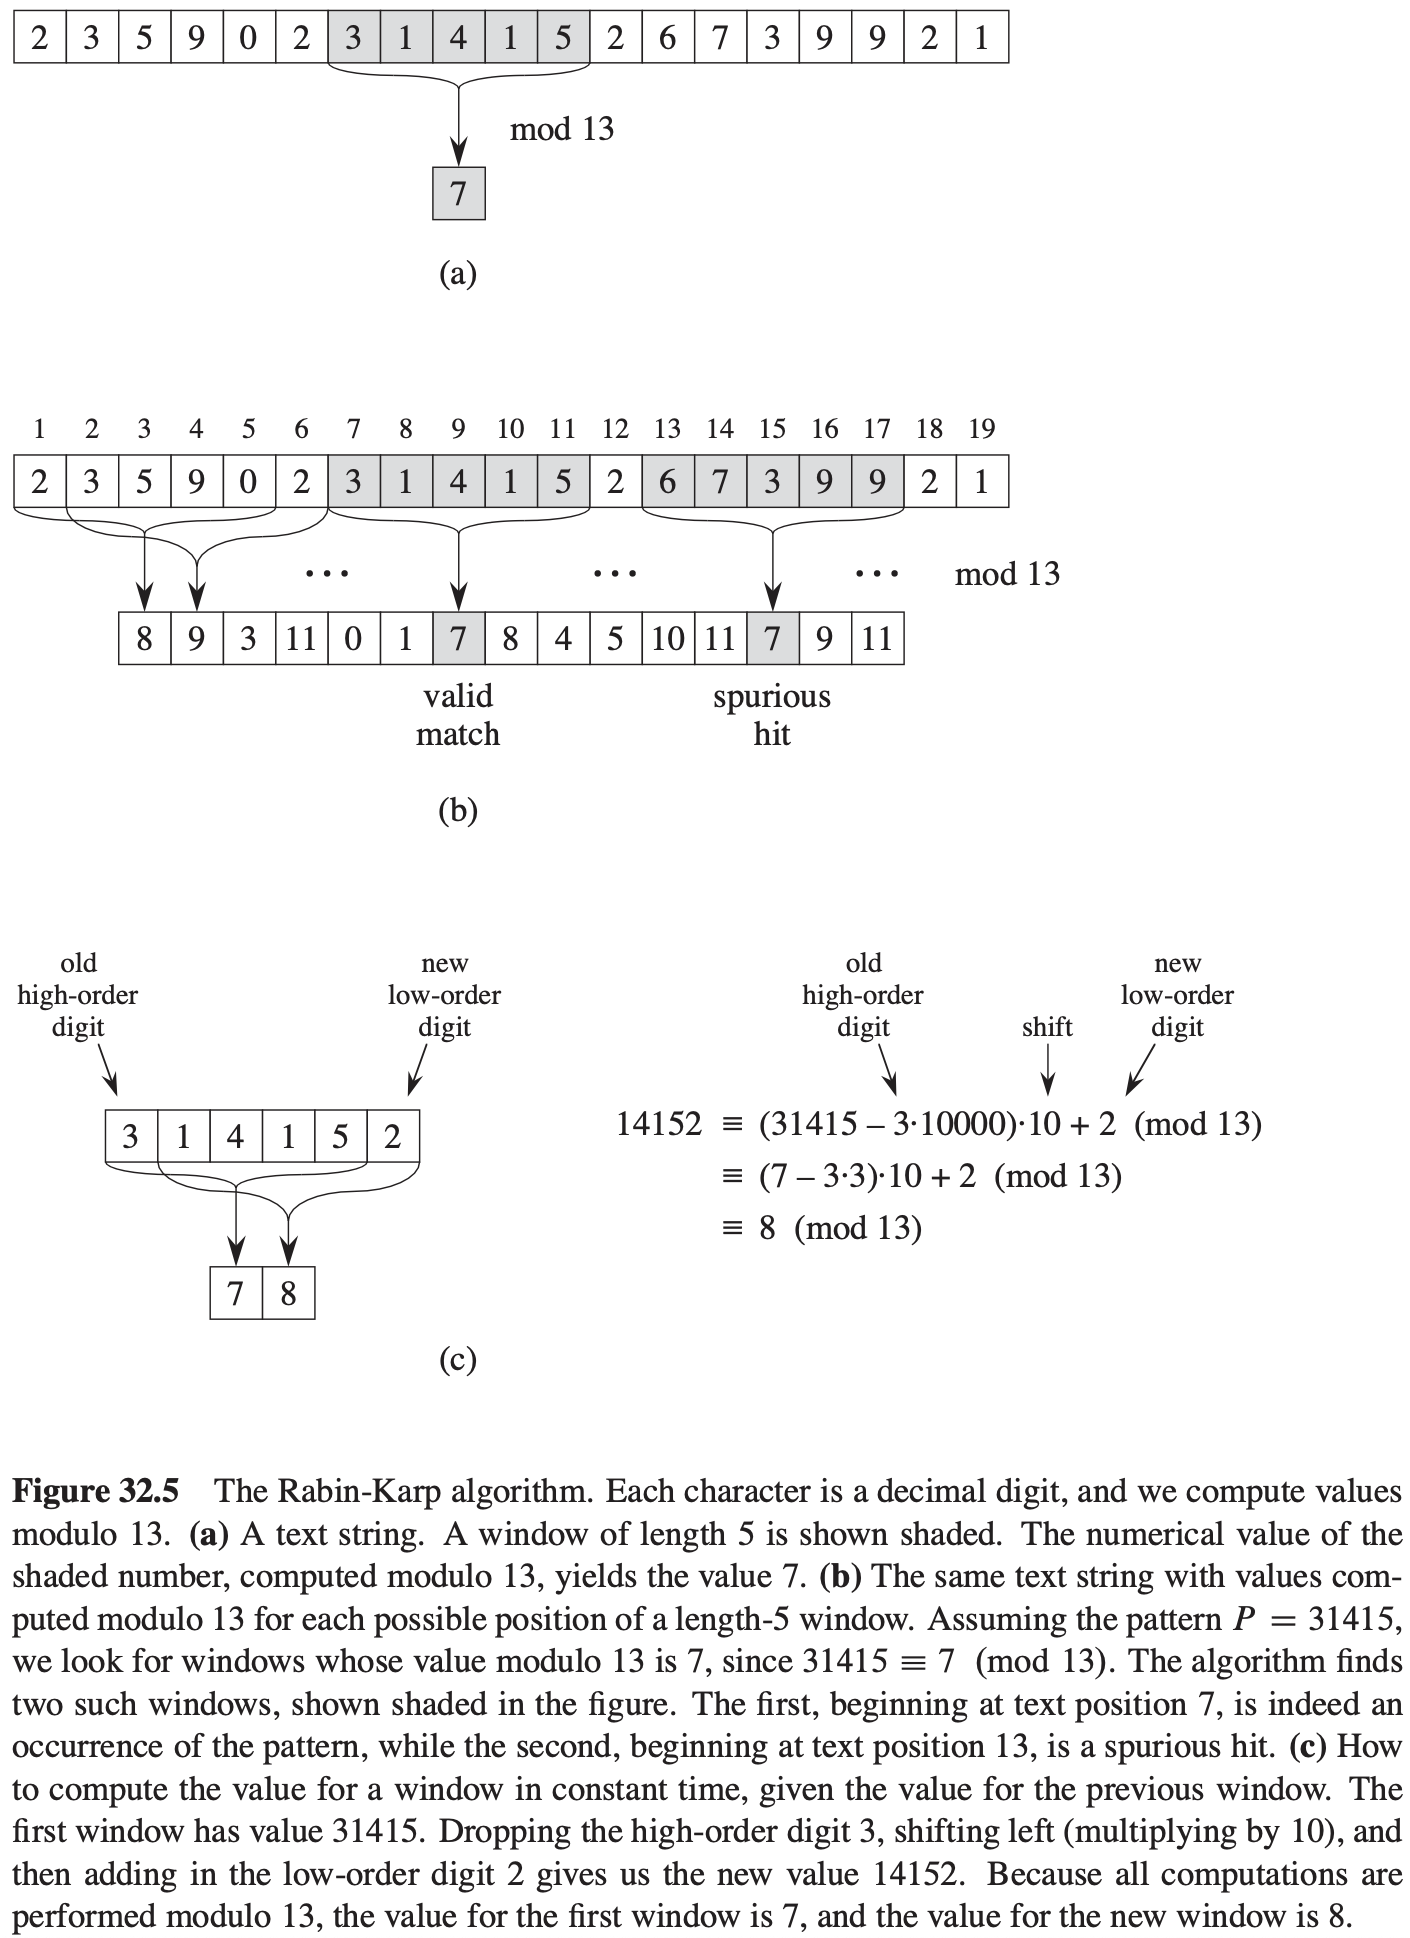 2 3 5 9 0 2 3 1 4 1 5 2 6 7 3 9 9 2 1
mod 13
7
(a)
1 2 3 4 5 6 7 8 9 10 11 12 13 14 15 16 17 18 19
2 3 5 9 0 2 3 1 4 1 5 2 6 7 3 9 9 2 1
... ... ... mod 13
8 9 3 11 0 1 7 8 4 5 10 11 7 9 11
valid
match
spurious
hit
(b)
old
high-order
digit
new
low-order
digit
3 1 4 1 5 2
7 8
old
high-order
digit
shift
new
low-order
digit
14152 ≡ (31415 – 3·10000)·10 + 2 (mod 13)
≡ (7 – 3·3)·10 + 2 (mod 13)
≡ 8 (mod 13)
(c)
Figure 32.5 The Rabin-Karp algorithm. Each character is a decimal digit, and we compute values
modulo 13. (a) A text string. A window of length 5 is shown shaded. The numerical value of the
shaded number, computed modulo 13, yields the value 7. (b) The same text string with values com-
puted modulo 13 for each possible position of a length-5 window. Assuming the pattern P = 31415,
we look for windows whose value modulo 13 is 7, since 31415 ≡ 7 (mod 13). The algorithm finds
two such windows, shown shaded in the figure. The first, beginning at text position 7, is indeed an
occurrence of the pattern, while the second, beginning at text position 13, is a spurious hit. (c) How
to compute the value for a window in constant time, given the value for the previous window. The
first window has value 31415. Dropping the high-order digit 3, shifting left (multiplying by 10), and
then adding in the low-order digit 2 gives us the new value 14152. Because all computations are
performed modulo 13, the value for the first window is 7, and the value for the new window is 8.